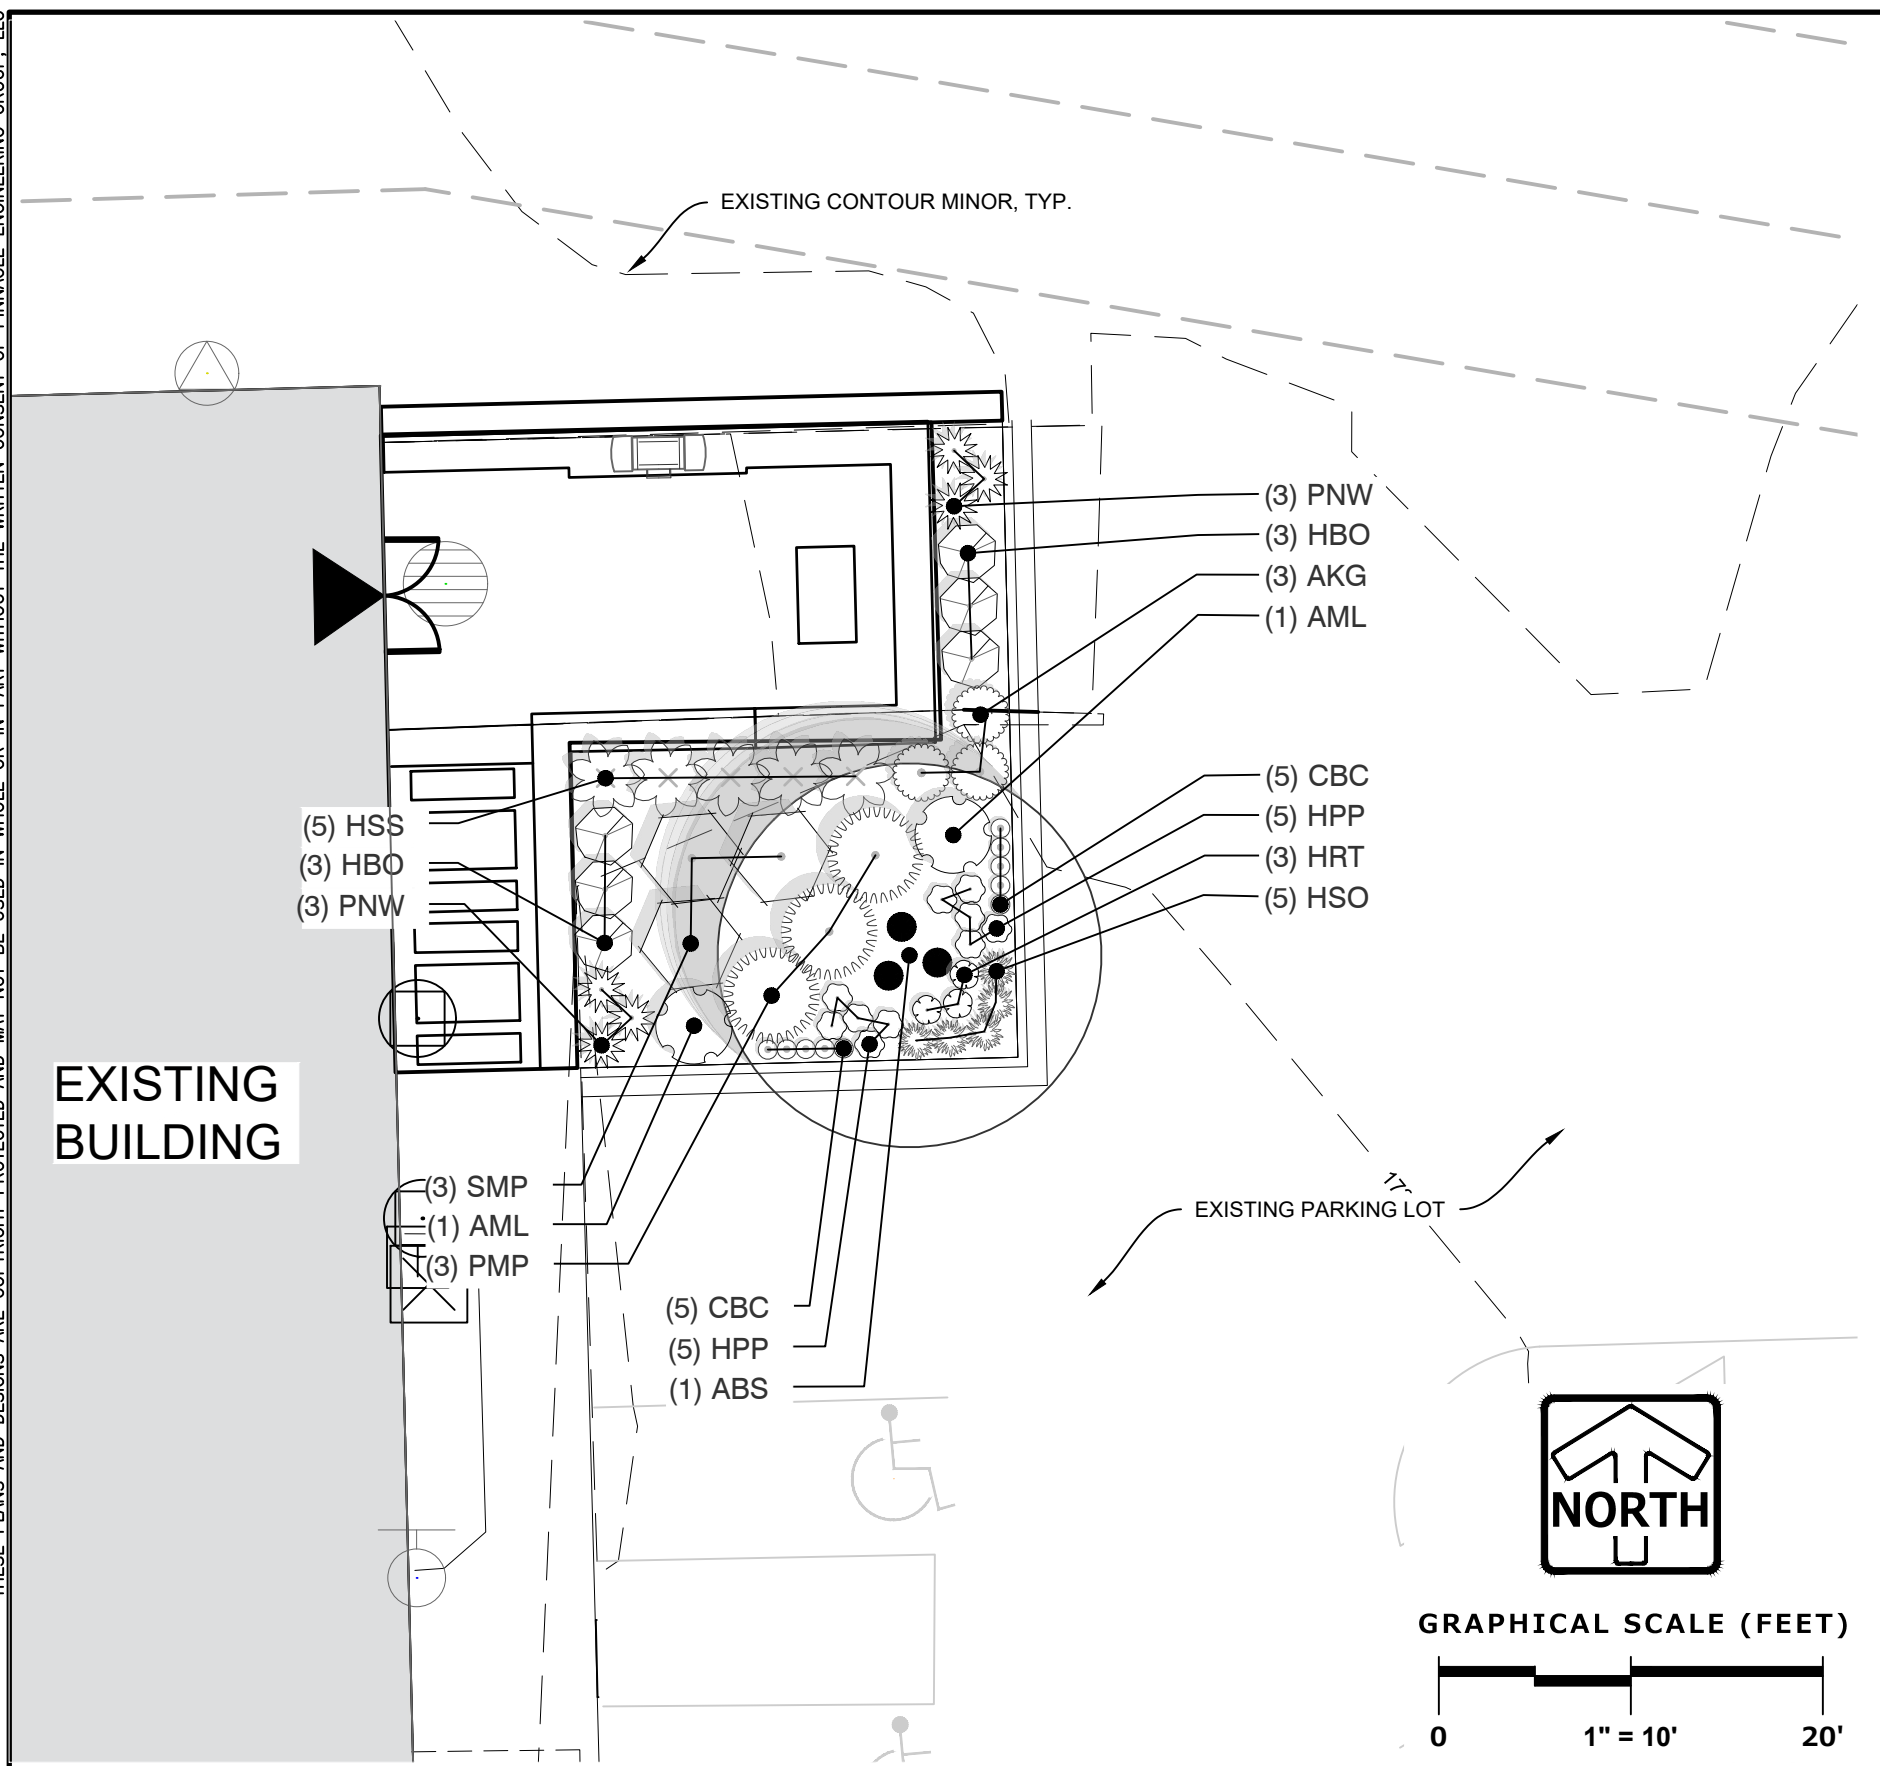 EXISTING CONTOUR MINOR, TYP.
(3) PNW
(3) HBO
(3) AKG
(1) AML
(5) CBC
(5) HPP
(3) HRT
(5) HSO
(5) HSS
(3) HBO
(3) PNW
EXISTING
BUILDING
(3) SMP
(1) AML
(3) PMP
(5) CBC
(5) HPP
(1) ABS
EXISTING PARKING LOT
NORTH
GRAPHICAL SCALE (FEET)
0 1" = 10' 20'